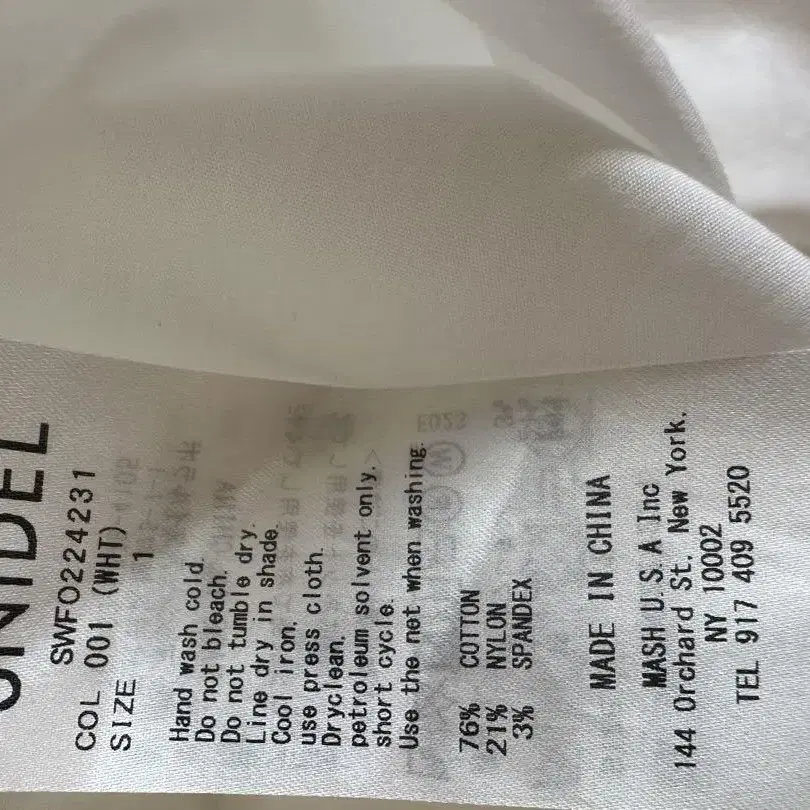 SNIDEL
SWFO224231
COL 001 (WHT)
SIZE 1
Hand wash cold.
Do not bleach.
Do not tumble dry.
Line dry in shade.
Cool iron.
use press cloth.
Dryclean.
petroleum solvent only.
short cycle.
Use the net when washing.
76% COTTON
21% NYLON
3% SPANDEX
MADE IN CHINA
MASH U.S.A Inc
144 Orchard St. New York.
NY 10002
TEL 917 409 5520